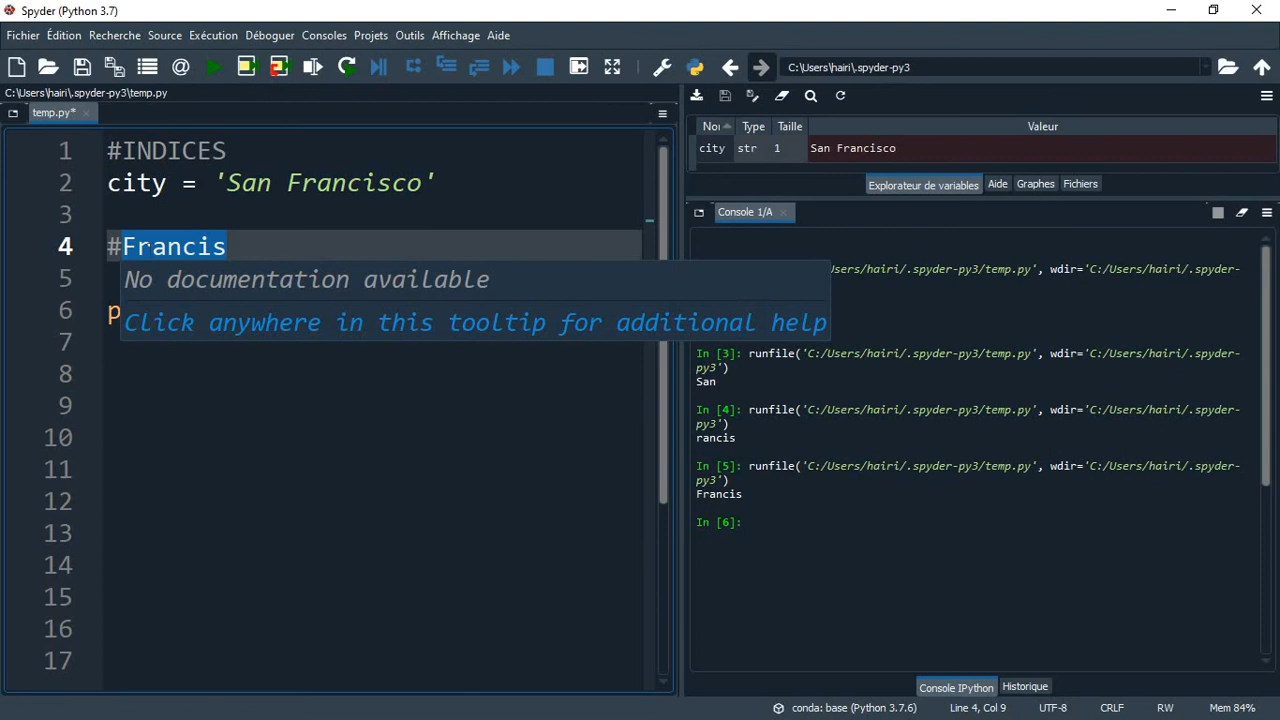 Spyder (Python 3.7)
Fichier Édition Recherche Source Exécution Déboguer Consoles Projets Outils Affichage Aide
C:\Users\hairi\.spyder-py3
C:\Users\hairi\.spyder-py3\temp.py
temp.py*
1 #INDICES
2 city = 'San Francisco'
3
4 #Francis
5
6 p
7
8
9
10
11
12
13
14
15
16
17
No documentation available
Click anywhere in this tooltip for additional help
Type Taille Valeur
city str 1 San Francisco
Explorateur de variables Aide Graphes Fichiers
Console 1/A
/Users/hairi/.spyder-py3/temp.py', wdir='C:/Users/hairi/.spyder-
In [3]: runfile('C:/Users/hairi/.spyder-py3/temp.py', wdir='C:/Users/hairi/.spyder-
py3')
San
In [4]: runfile('C:/Users/hairi/.spyder-py3/temp.py', wdir='C:/Users/hairi/.spyder-
py3')
rancis
In [5]: runfile('C:/Users/hairi/.spyder-py3/temp.py', wdir='C:/Users/hairi/.spyder-
py3')
Francis
In [6]:
Console IPython Historique
conda: base (Python 3.7.6) Line 4, Col 9 UTF-8 CRLF RW Mem 84%